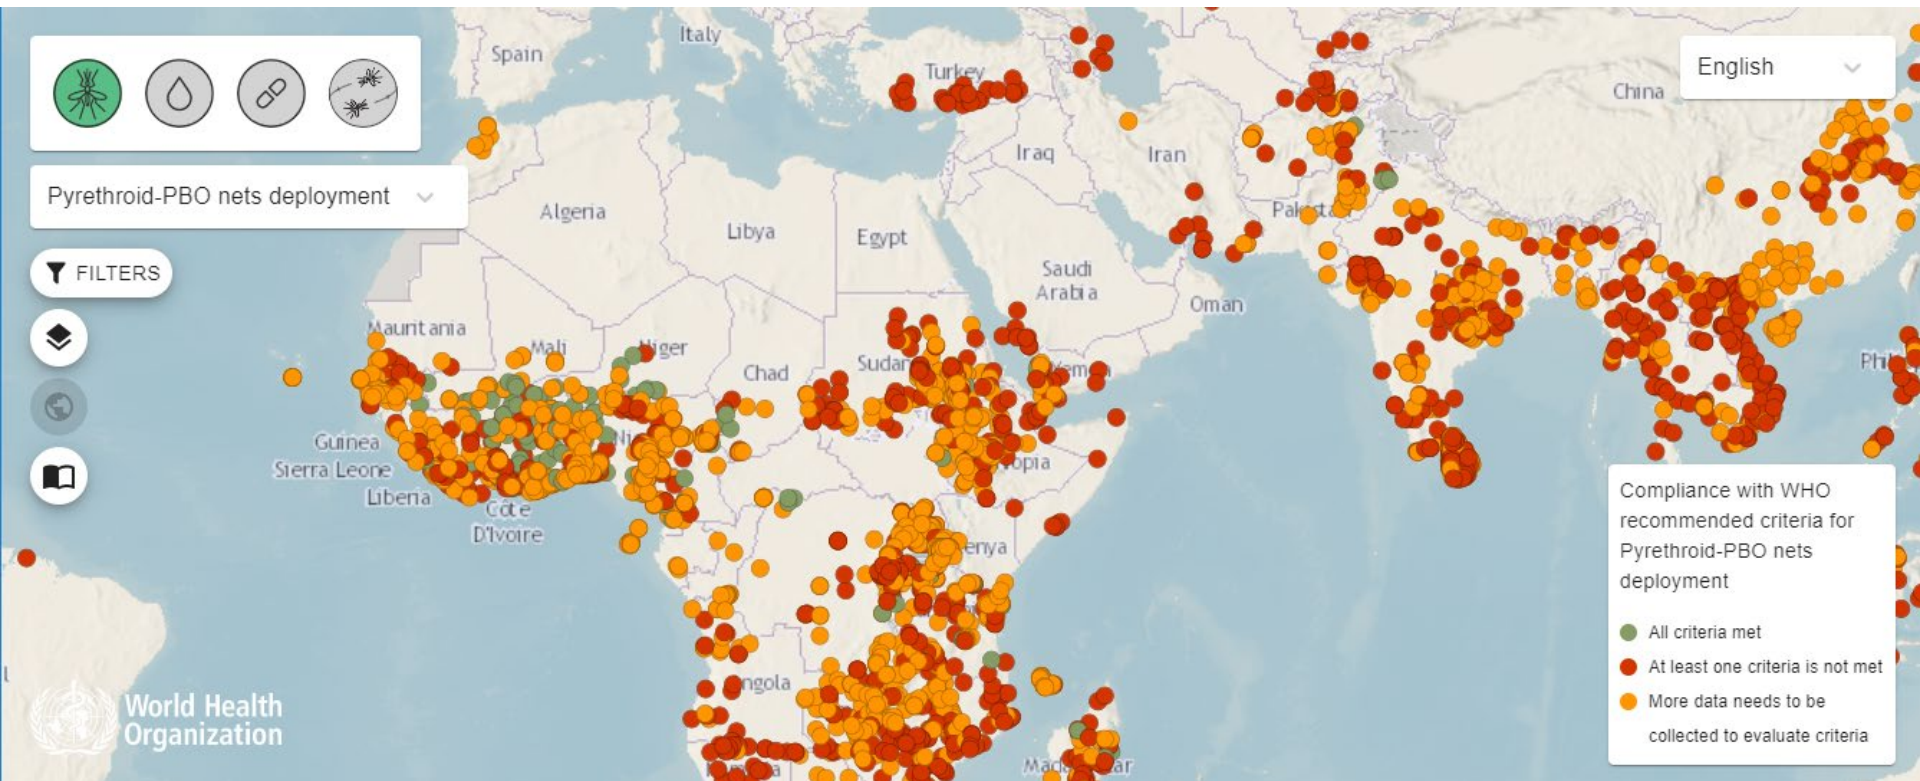 Italy
Spain
Turkey
English
China
Iraq
Iran
Pyrethroid-PBO nets deployment
Algeria
Libya
Egypt
FILTERS
Saudi
Arabia
Oman
Mauritania
Mali
Niger
Chad
Sudan
Guinea
Sierra Leone
Liberia
Côte
D'Ivoire
Compliance with WHO
recommended criteria for
Pyrethroid-PBO nets
deployment
All criteria met
At least one criteria is not met
More data needs to be
collected to evaluate criteria
World Health
Organization